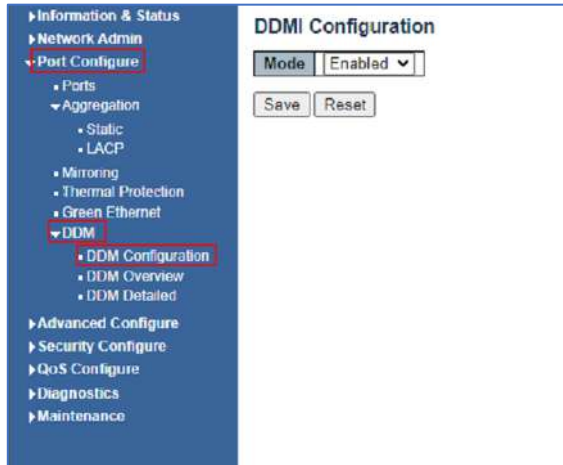 Information & Status
Network Admin
Port Configure
Ports
Aggregation
Static
LACP
Mirroring
Thermal Protection
Green Ethernet
DDM
DDM Configuration
DDM Overview
DDM Detailed
Advanced Configure
Security Configure
QoS Configure
Diagnostics
Maintenance
DDMI Configuration
Mode Enabled
Save Reset